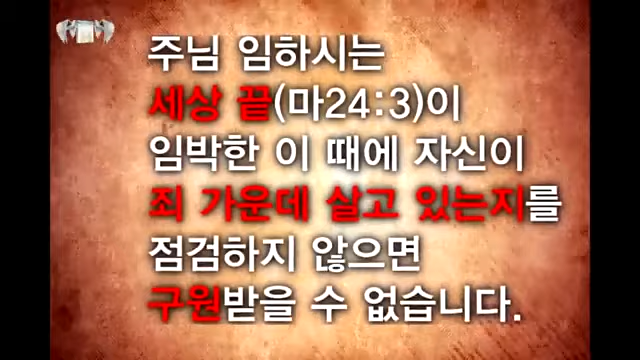 주님 임하시는
세상 끝(마24:3)이
임박한 이 때에 자신이
죄 가운데 살고 있는지를
점검하지 않으면
구원받을 수 없습니다.